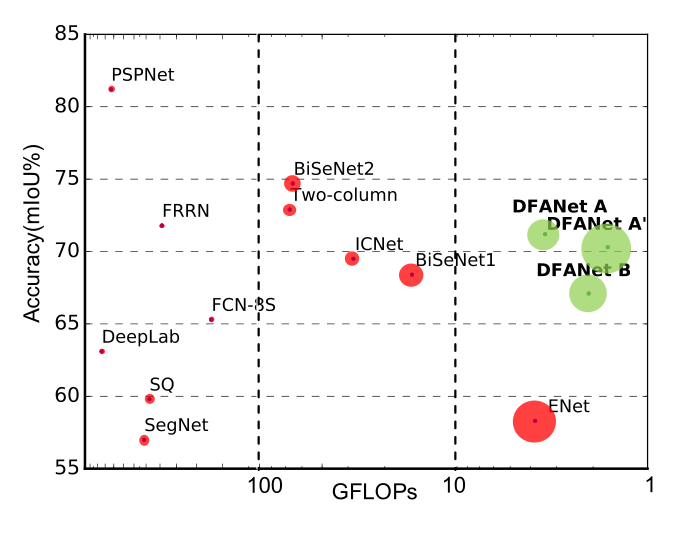 85
PSPNet
80
BiSeNet2
75
Two-column
FRRN
DFANet A
DFANet A'
ICNet
70
BiSeNet1
DFANet B
FCN-8S
65
DeepLab
SQ
60
ENet
SegNet
55
Accuracy(mIoU%)
100
10
1
GFLOPs